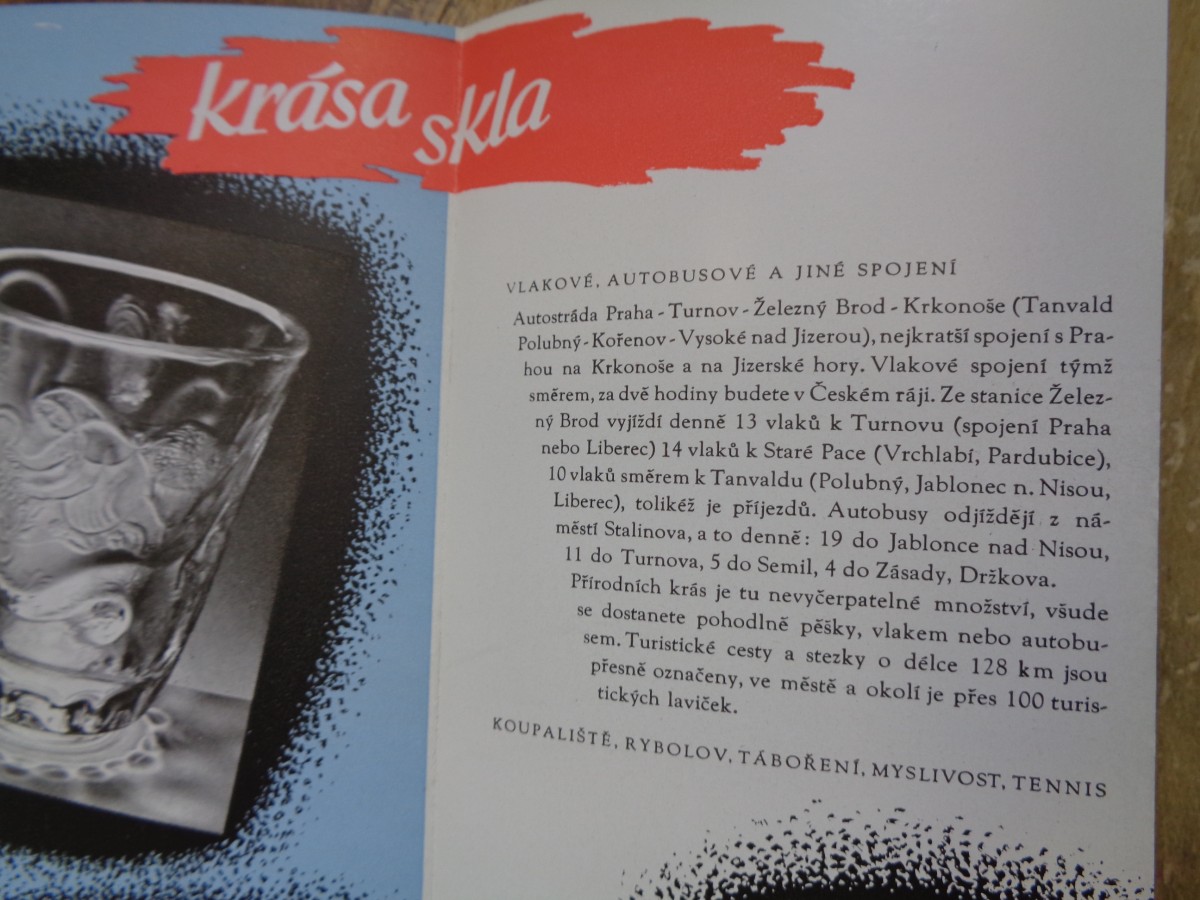 krása skla
VLAKOVÉ, AUTOBUSOVÉ A JINÉ SPOJENÍ
Autostráda Praha - Turnov - Železný Brod - Krkonoše (Tanvald
Polubný - Kořenov - Vysoké nad Jizerou), nejkratší spojení s Pra-
hou na Krkonoše a na Jizerské hory. Vlakové spojení týmž
směrem, za dvě hodiny budete v Českém ráji. Ze stanice Želez-
ný Brod vyjíždí denně 13 vlaků k Turnovu (spojení Praha
nebo Liberec) 14 vlaků k Staré Pace (Vrchlabí, Pardubice),
10 vlaků směrem k Tanvaldu (Polubný, Jablonec n. Nisou,
Liberec), tolikéž je příjezdů. Autobusy odjíždějí z ná-
městí Stalinova, a to denně: 19 do Jablonce nad Nisou,
11 do Turnova, 5 do Semil, 4 do Zásady, Držkova.
Přírodních krás je tu nevyčerpatelné množství, všude
se dostanete pohodlně pěšky, vlakem nebo autobu-
sem. Turistické cesty a stezky o délce 128 km jsou
přesně označeny, ve městě a okolí je přes 100 turis-
tických laviček.
KOUPALIŠTĚ, RYBOLOV, TÁBOŘENÍ, MYSLIVOST, TENNIS